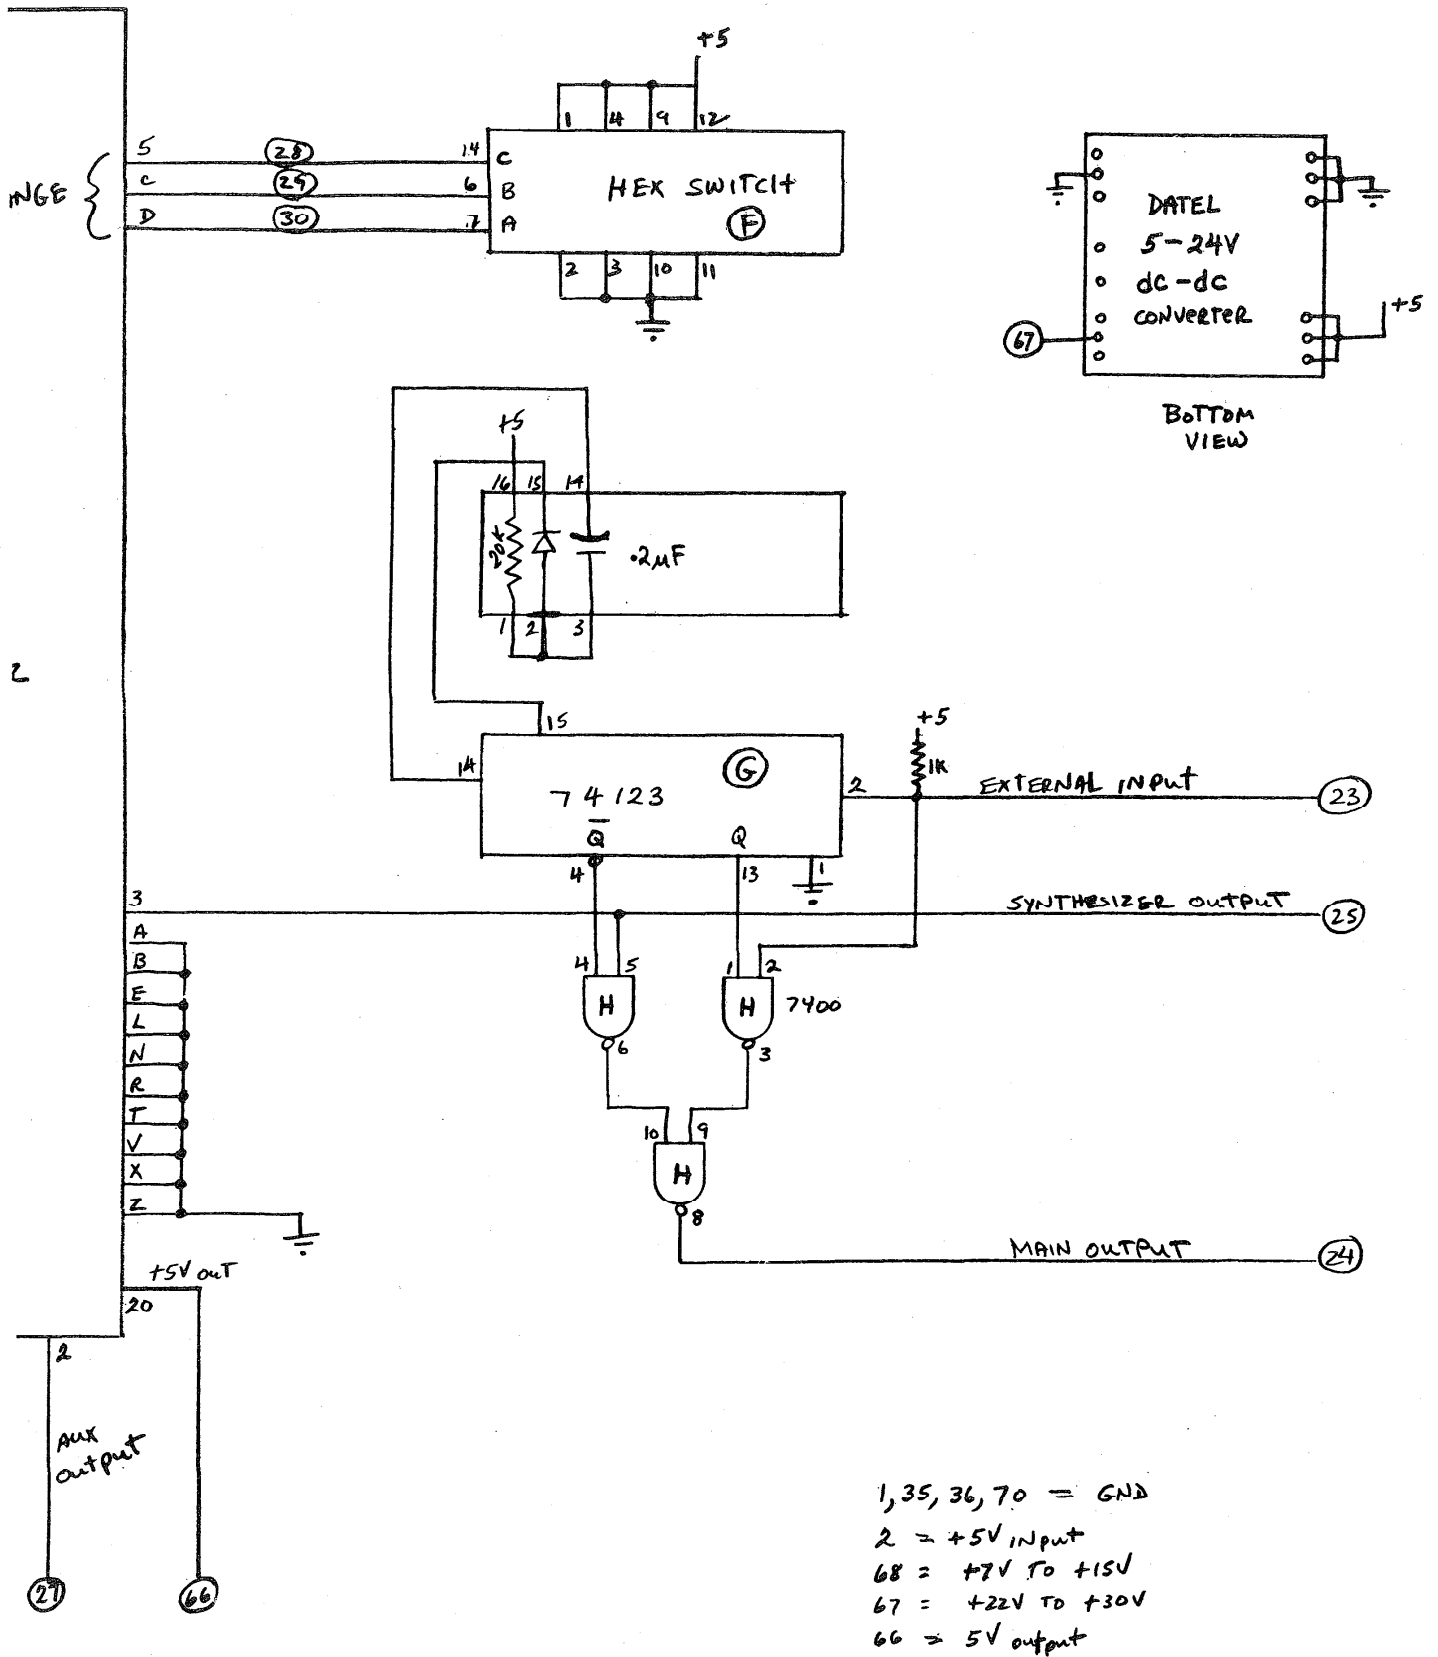 +5
1 4 9 12
5 28 14 C
C 29 6 B
D 30 7 A
INGE {
HEX SWITCH
F
2 3 10 11
DATEL
5-24V
dc-dc
CONVERTER
+5
67
BOTTOM
VIEW
+5
16 15 14
20K
.2µF
1 2 3
2
15
14
G
74123
Q̅
Q
4
13
1
2
+5
1K
EXTERNAL INPUT
23
3
SYNTHESIZER OUTPUT
25
A
B
E
L
N
R
T
V
X
Z
4 5
1 2
H
H
7400
6
3
10 9
H
8
MAIN OUTPUT
24
+5V out
20
2
AUX
output
27
66
1, 35, 36, 70 = GND
2 = +5V input
68 = +7V TO +15V
67 = +22V TO +30V
66 = 5V output